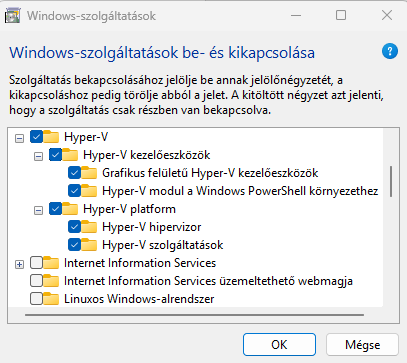 Windows-szolgáltatások
Windows-szolgáltatások be- és kikapcsolása
Szolgáltatás bekapcsolásához jelölje be annak jelölőnégyzetét, a
kikapcsoláshoz pedig törölje abból a jelet. A kitöltött négyzet azt jelenti,
hogy a szolgáltatás csak részben van bekapcsolva.
Hyper-V
Hyper-V kezelőeszközök
Grafikus felületű Hyper-V kezelőeszközök
Hyper-V modul a Windows PowerShell környezethez
Hyper-V platform
Hyper-V hipervizor
Hyper-V szolgáltatások
Internet Information Services
Internet Information Services üzemeltethető webmagja
Linuxos Windows-alrendszer
OK
Mégse